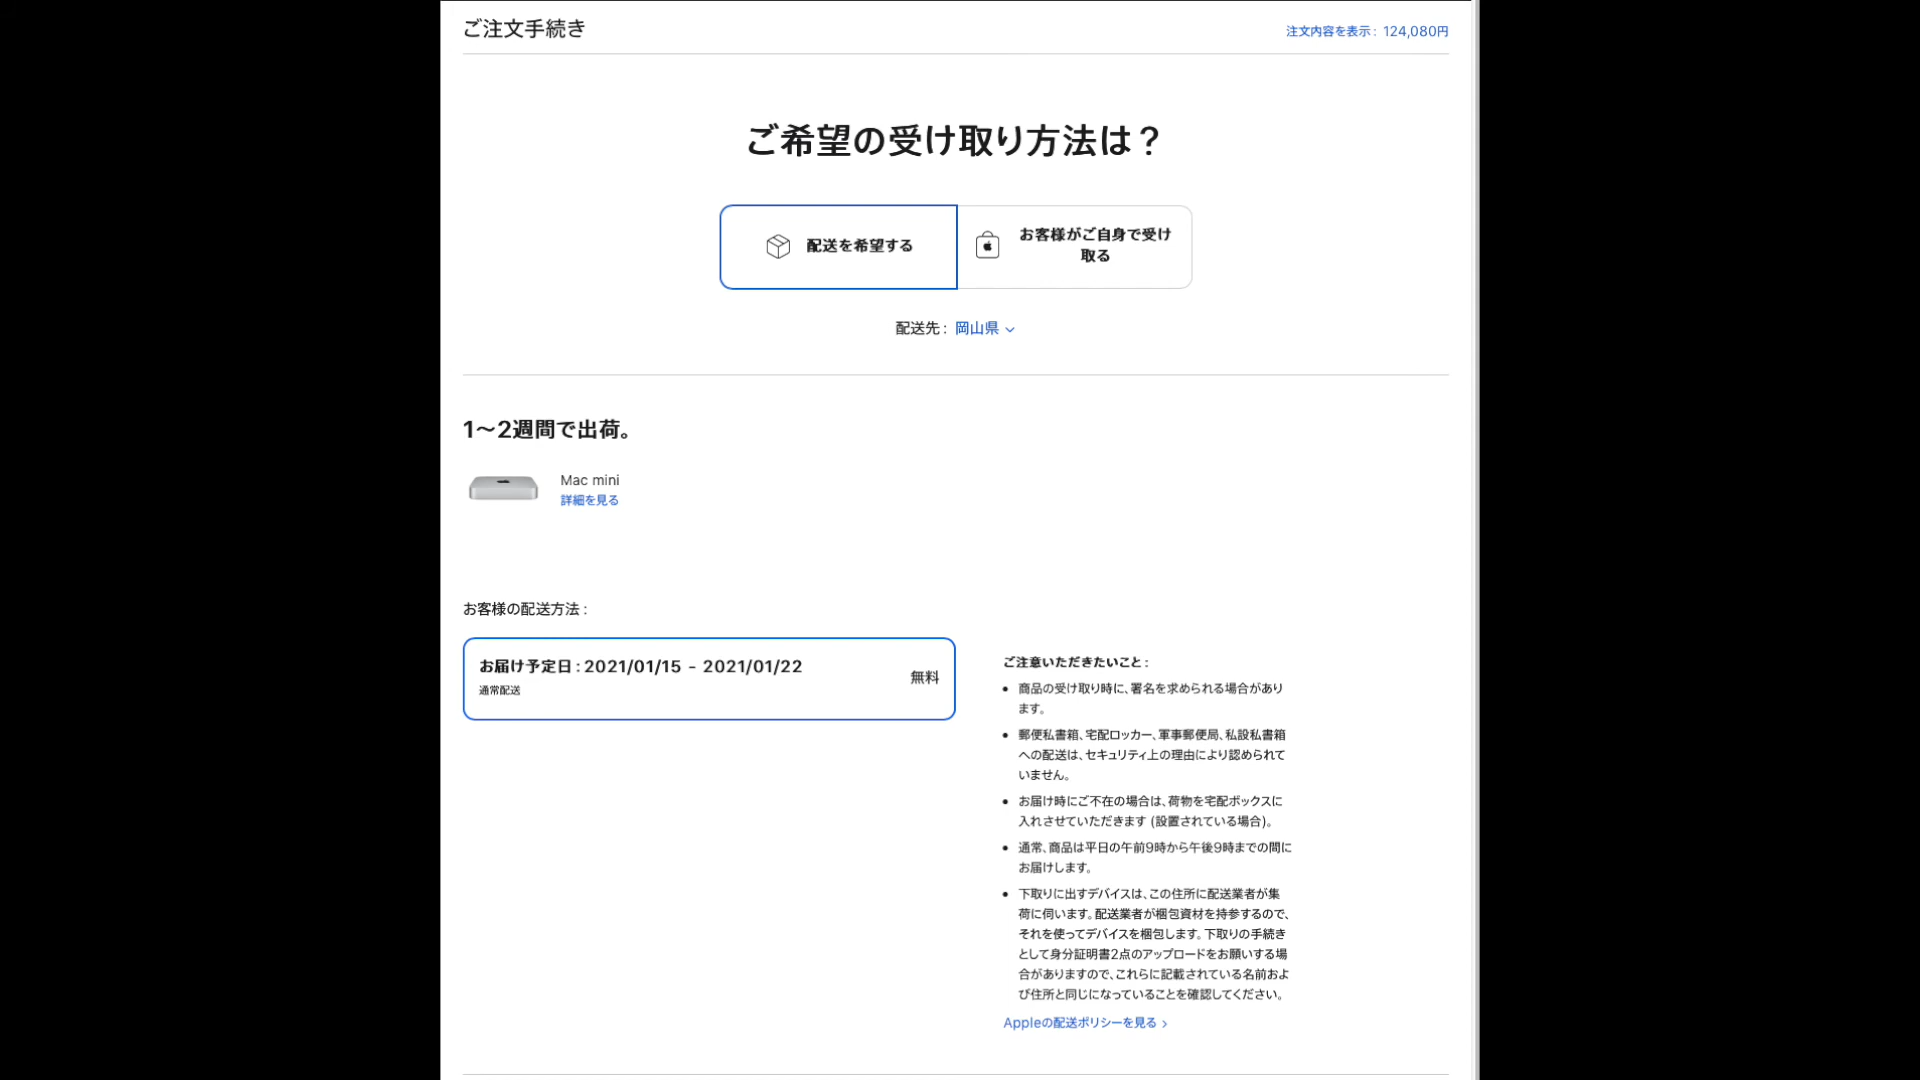 ご注文手続き
注文内容を表示 : 124,080円
ご希望の受け取り方法は？
配送を希望する
お客様がご自身で受け
取る
配送先 : 岡山県
1〜2週間で出荷。
Mac mini
詳細を見る
お客様の配送方法 :
お届け予定日 : 2021/01/15 - 2021/01/22
通常配送
無料
ご注意いただきたいこと :
• 商品の受け取り時に、署名を求められる場合があり
ます。
• 郵便私書箱、宅配ロッカー、軍事郵便局、私設私書箱
への配送は、セキュリティ上の理由により認められて
いません。
• お届け時にご不在の場合は、荷物を宅配ボックスに
入れさせていただきます (設置されている場合)。
• 通常、商品は平日の午前9時から午後9時までの間に
お届けします。
• 下取りに出すデバイスは、この住所に配送業者が集
荷に伺います。配送業者が梱包資材を持参するので、
それを使ってデバイスを梱包します。下取りの手続き
として身分証明書2点のアップロードをお願いする場
合がありますので、これらに記載されている名前およ
び住所と同じになっていることを確認してください。
Appleの配送ポリシーを見る